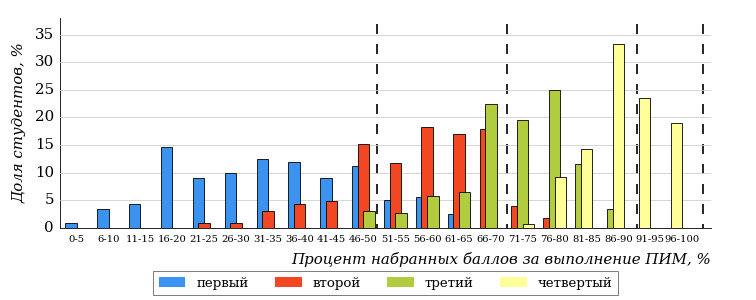 Доля студентов, %
35
30
25
20
15
10
5
0
0-5 6-10 11-15 16-20 21-25 26-30 31-35 36-40 41-45 46-50 51-55 56-60 61-65 66-70 71-75 76-80 81-85 86-90 91-95 96-100
Процент набранных баллов за выполнение ПИМ, %
первый второй третий четвертый